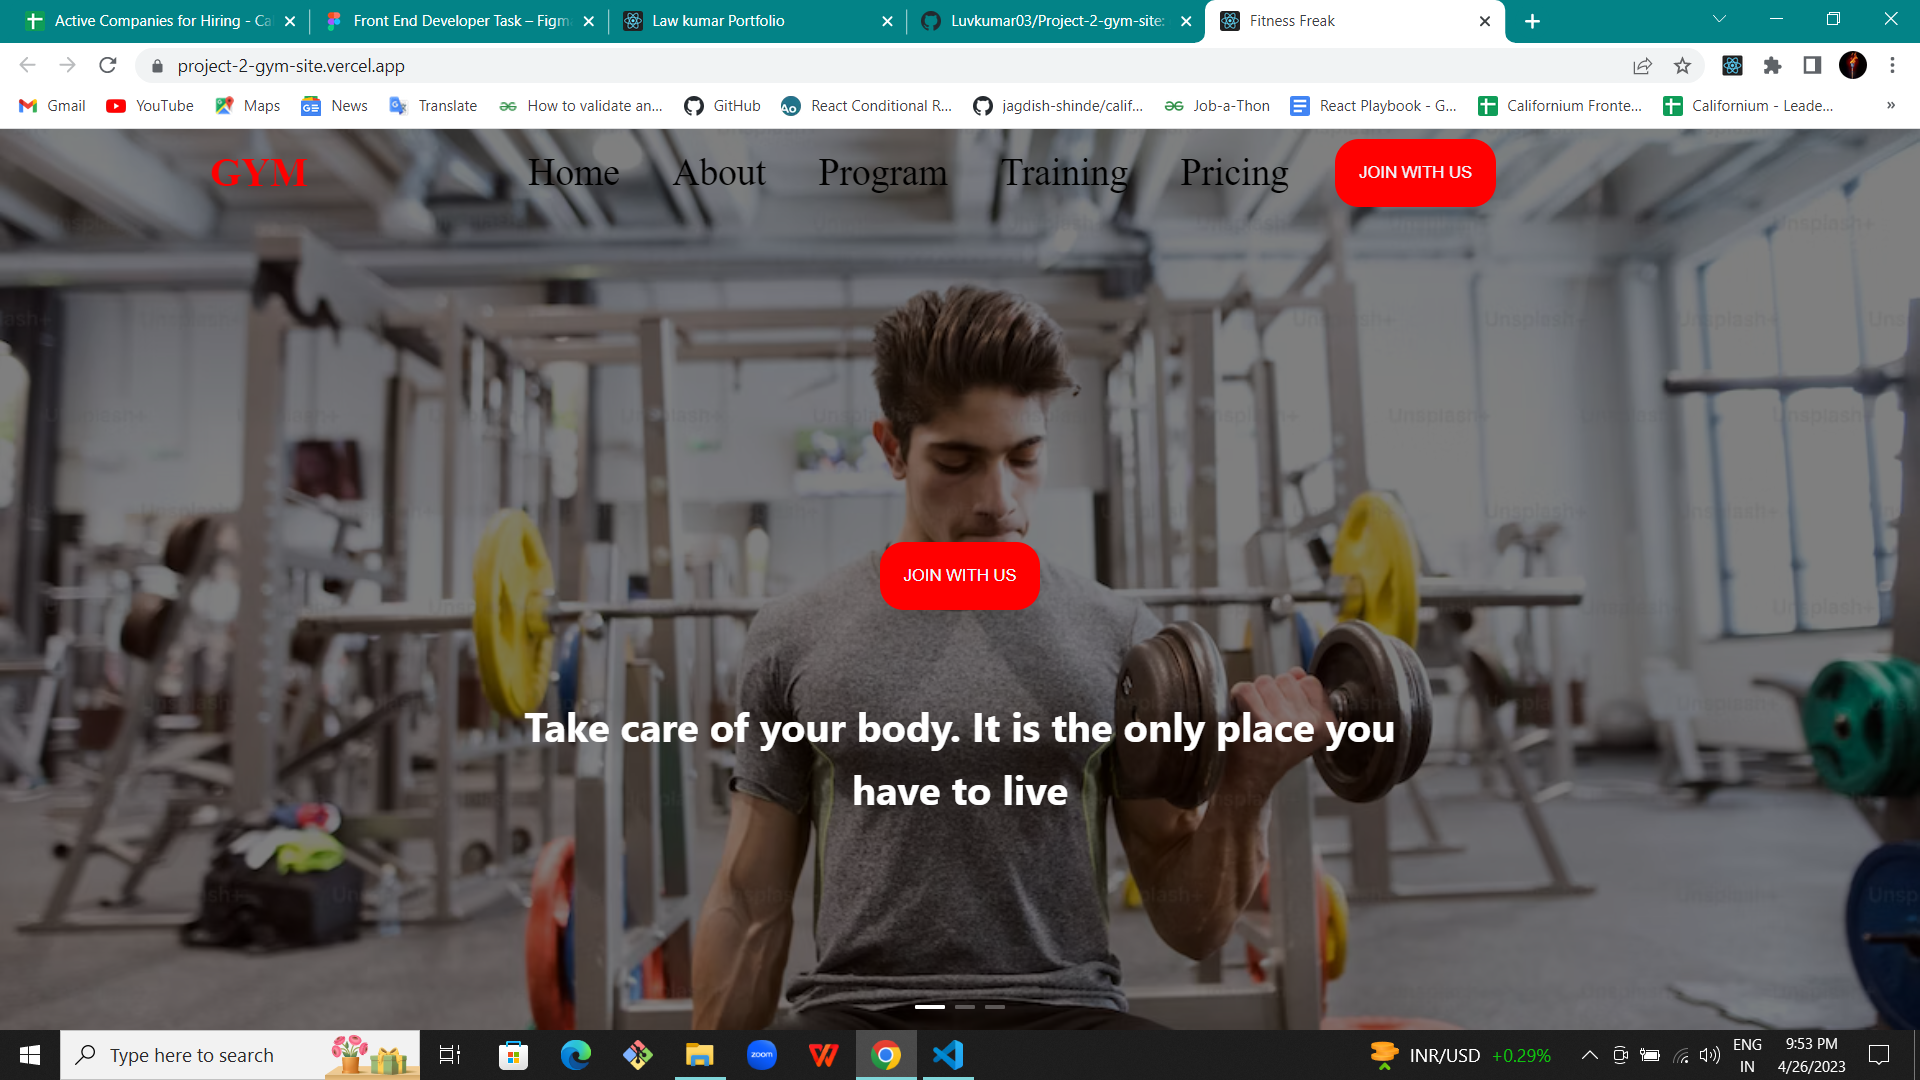 Active Companies for Hiring - Ca
Front End Developer Task – Figm
Law kumar Portfolio
Luvkumar03/Project-2-gym-site:
Fitness Freak
project-2-gym-site.vercel.app
Gmail
YouTube
Maps
News
Translate
How to validate an...
GitHub
React Conditional R...
jagdish-shinde/calif...
Job-a-Thon
React Playbook - G...
Californium Fronte...
Californium - Leade...
»
GYM
Home
About
Program
Training
Pricing
JOIN WITH US
JOIN WITH US
Take care of your body. It is the only place you
have to live
Type here to search
zoom
INR/USD +0.29%
ENG
IN
9:53 PM
4/26/2023